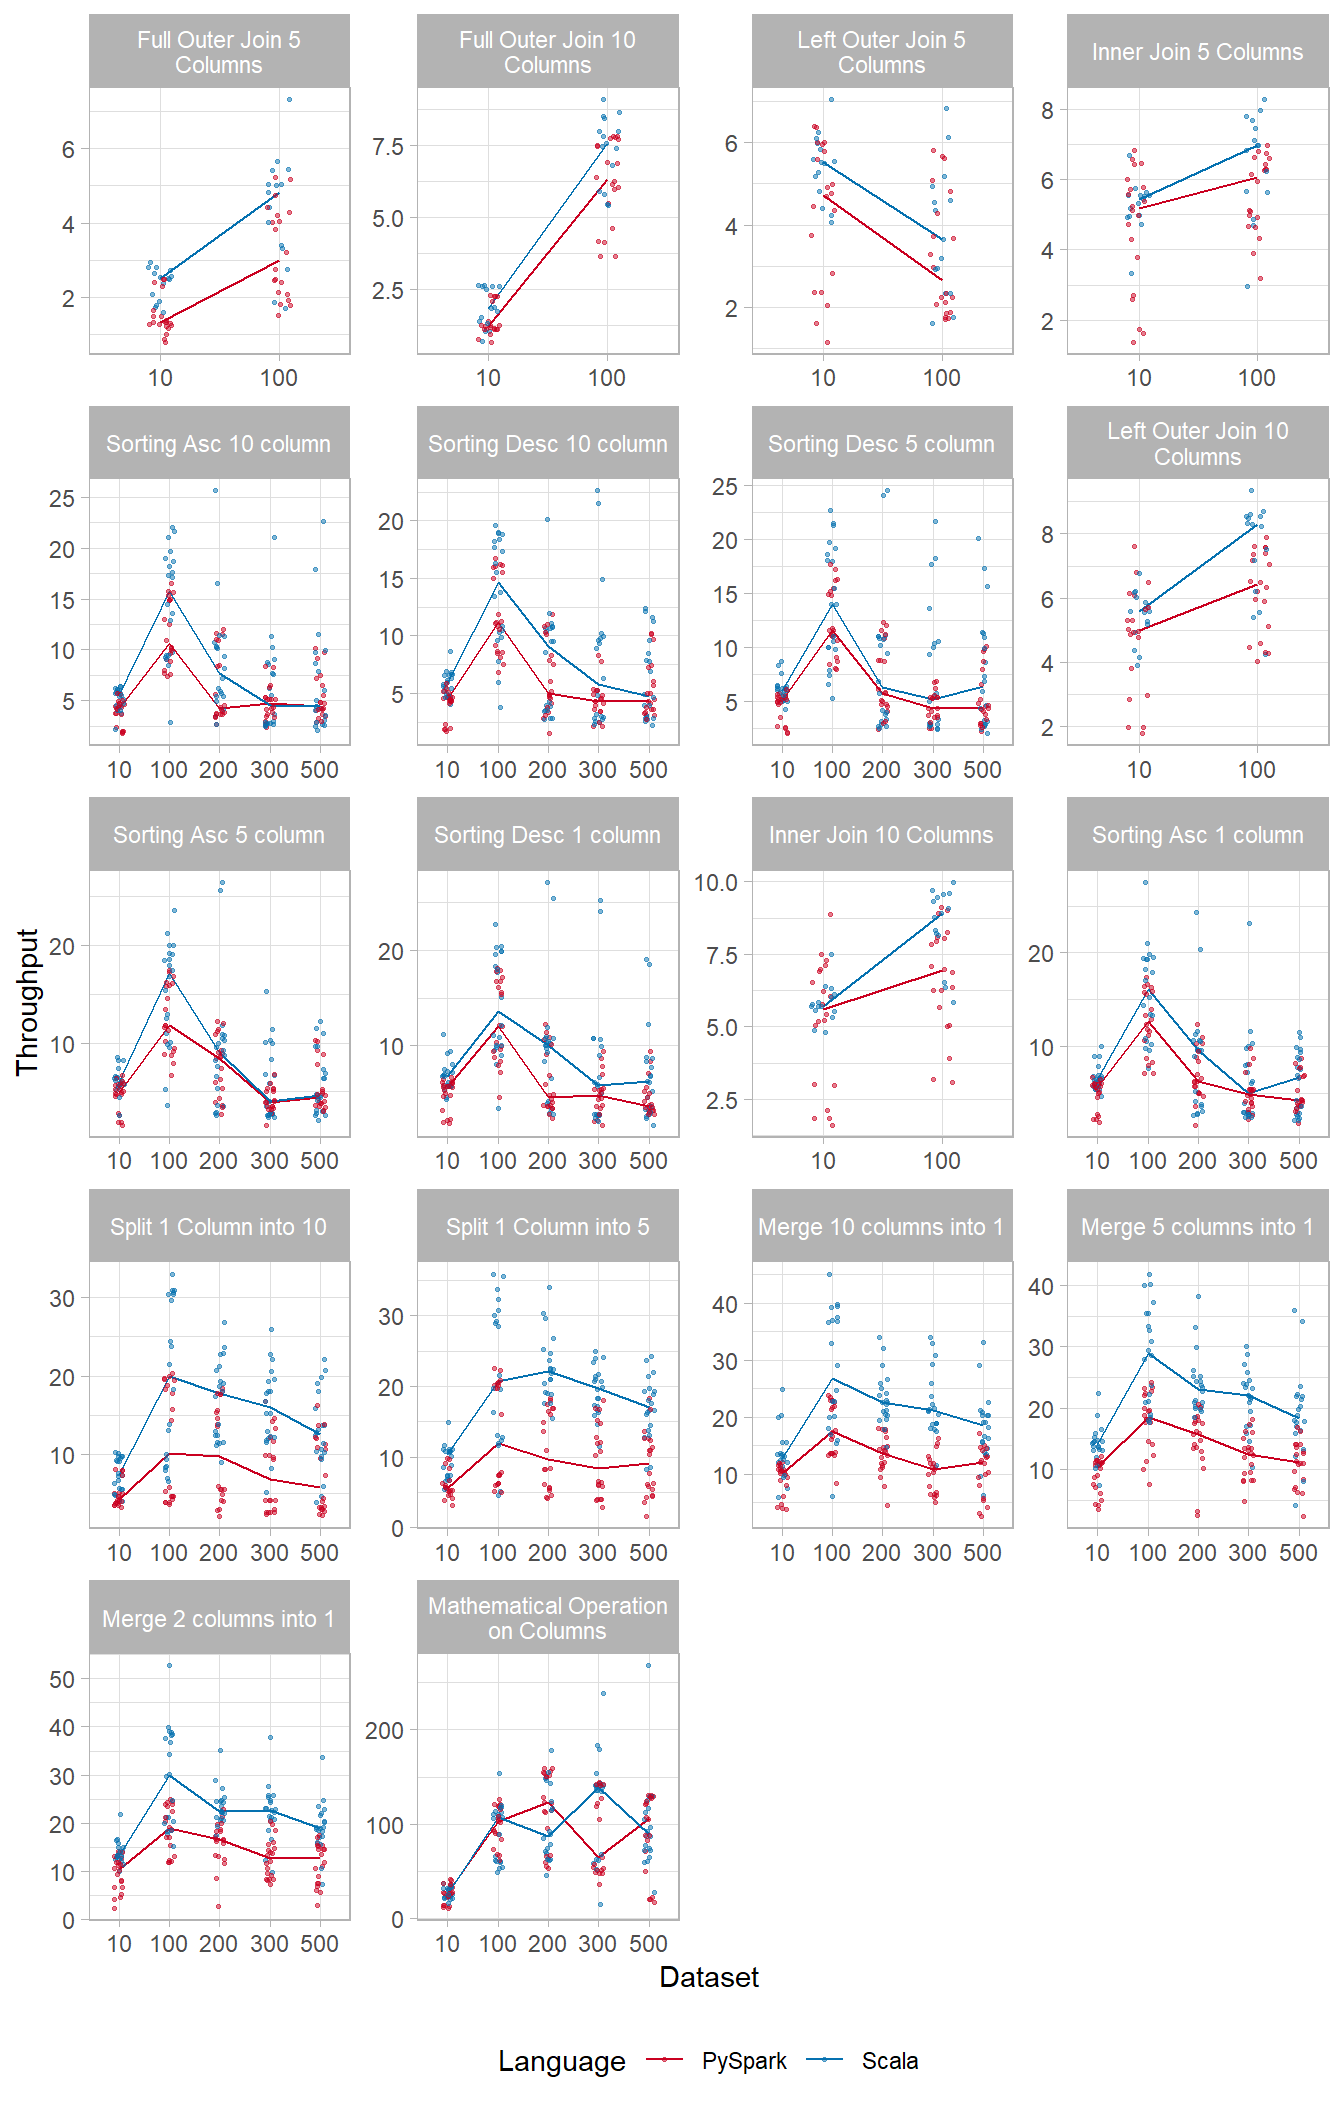 Full Outer Join 5
Columns
Full Outer Join 10
Columns
Left Outer Join 5
Columns
Inner Join 5 Columns
6
4
2
10 100
7.5
5.0
2.5
10 100
6
4
2
10 100
8
6
4
2
10 100
Sorting Asc 10 column
Sorting Desc 10 column
Sorting Desc 5 column
Left Outer Join 10
Columns
25
20
15
10
5
10 100 200 300 500
20
15
10
5
10 100 200 300 500
25
20
15
10
5
10 100 200 300 500
8
6
4
2
10 100
Sorting Asc 5 column
Sorting Desc 1 column
Inner Join 10 Columns
Sorting Asc 1 column
Throughput
20
10
10 100 200 300 500
20
10
10 100 200 300 500
10.0
7.5
5.0
2.5
10 100
20
10
10 100 200 300 500
Split 1 Column into 10
Split 1 Column into 5
Merge 10 columns into 1
Merge 5 columns into 1
30
20
10
10 100 200 300 500
30
20
10
0
10 100 200 300 500
40
30
20
10
10 100 200 300 500
40
30
20
10
10 100 200 300 500
Merge 2 columns into 1
Mathematical Operation
on Columns
50
40
30
20
10
0
10 100 200 300 500
200
100
0
10 100 200 300 500
Dataset
Language PySpark Scala